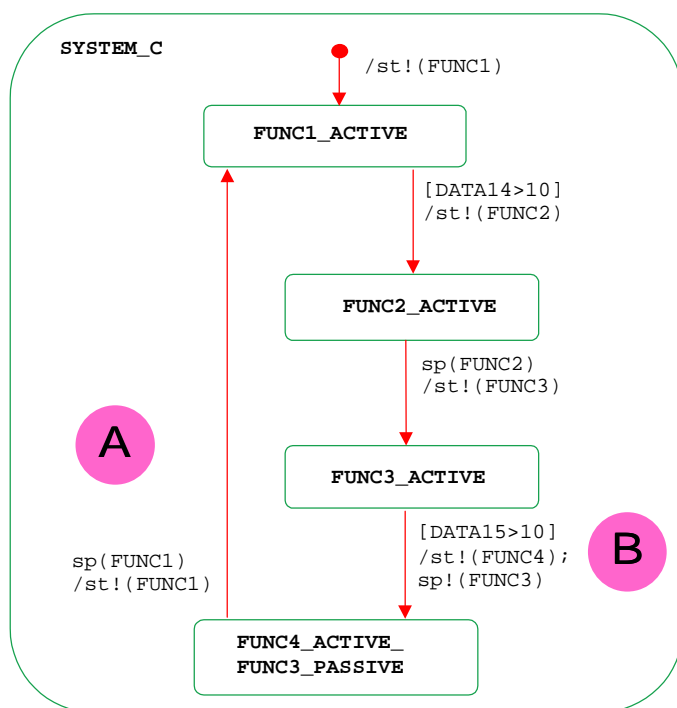 SYSTEM_C
/st!(FUNC1)
FUNC1_ACTIVE
[DATA14>10]
/st!(FUNC2)
FUNC2_ACTIVE
sp(FUNC2)
/st!(FUNC3)
A
FUNC3_ACTIVE
[DATA15>10]
/st!(FUNC4);
sp!(FUNC3)
B
sp(FUNC1)
/st!(FUNC1)
FUNC4_ACTIVE_
FUNC3_PASSIVE